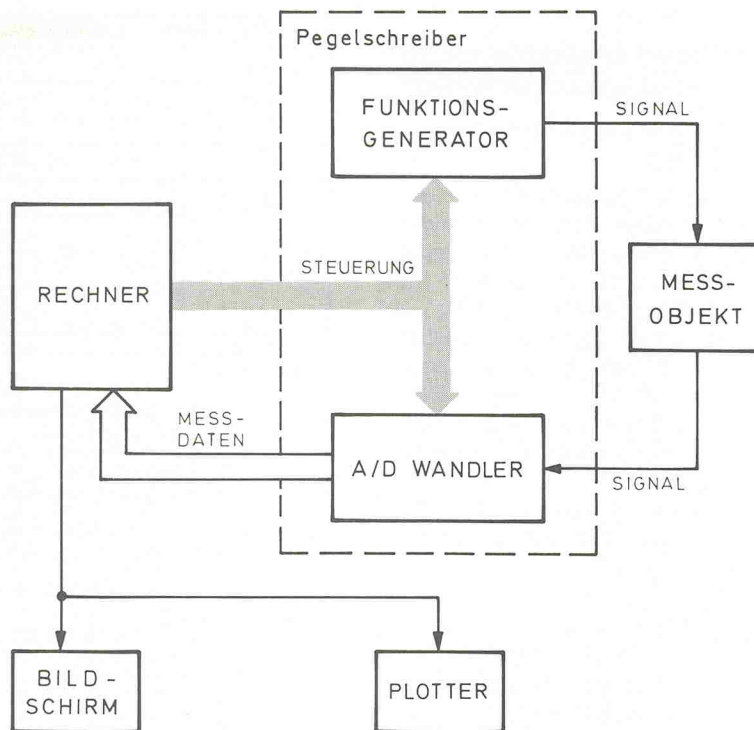 Pegelschreiber
FUNKTIONS-
GENERATOR
SIGNAL
RECHNER
STEUERUNG
MESS-
OBJEKT
MESS-
DATEN
A/D WANDLER
SIGNAL
BILD-
SCHIRM
PLOTTER